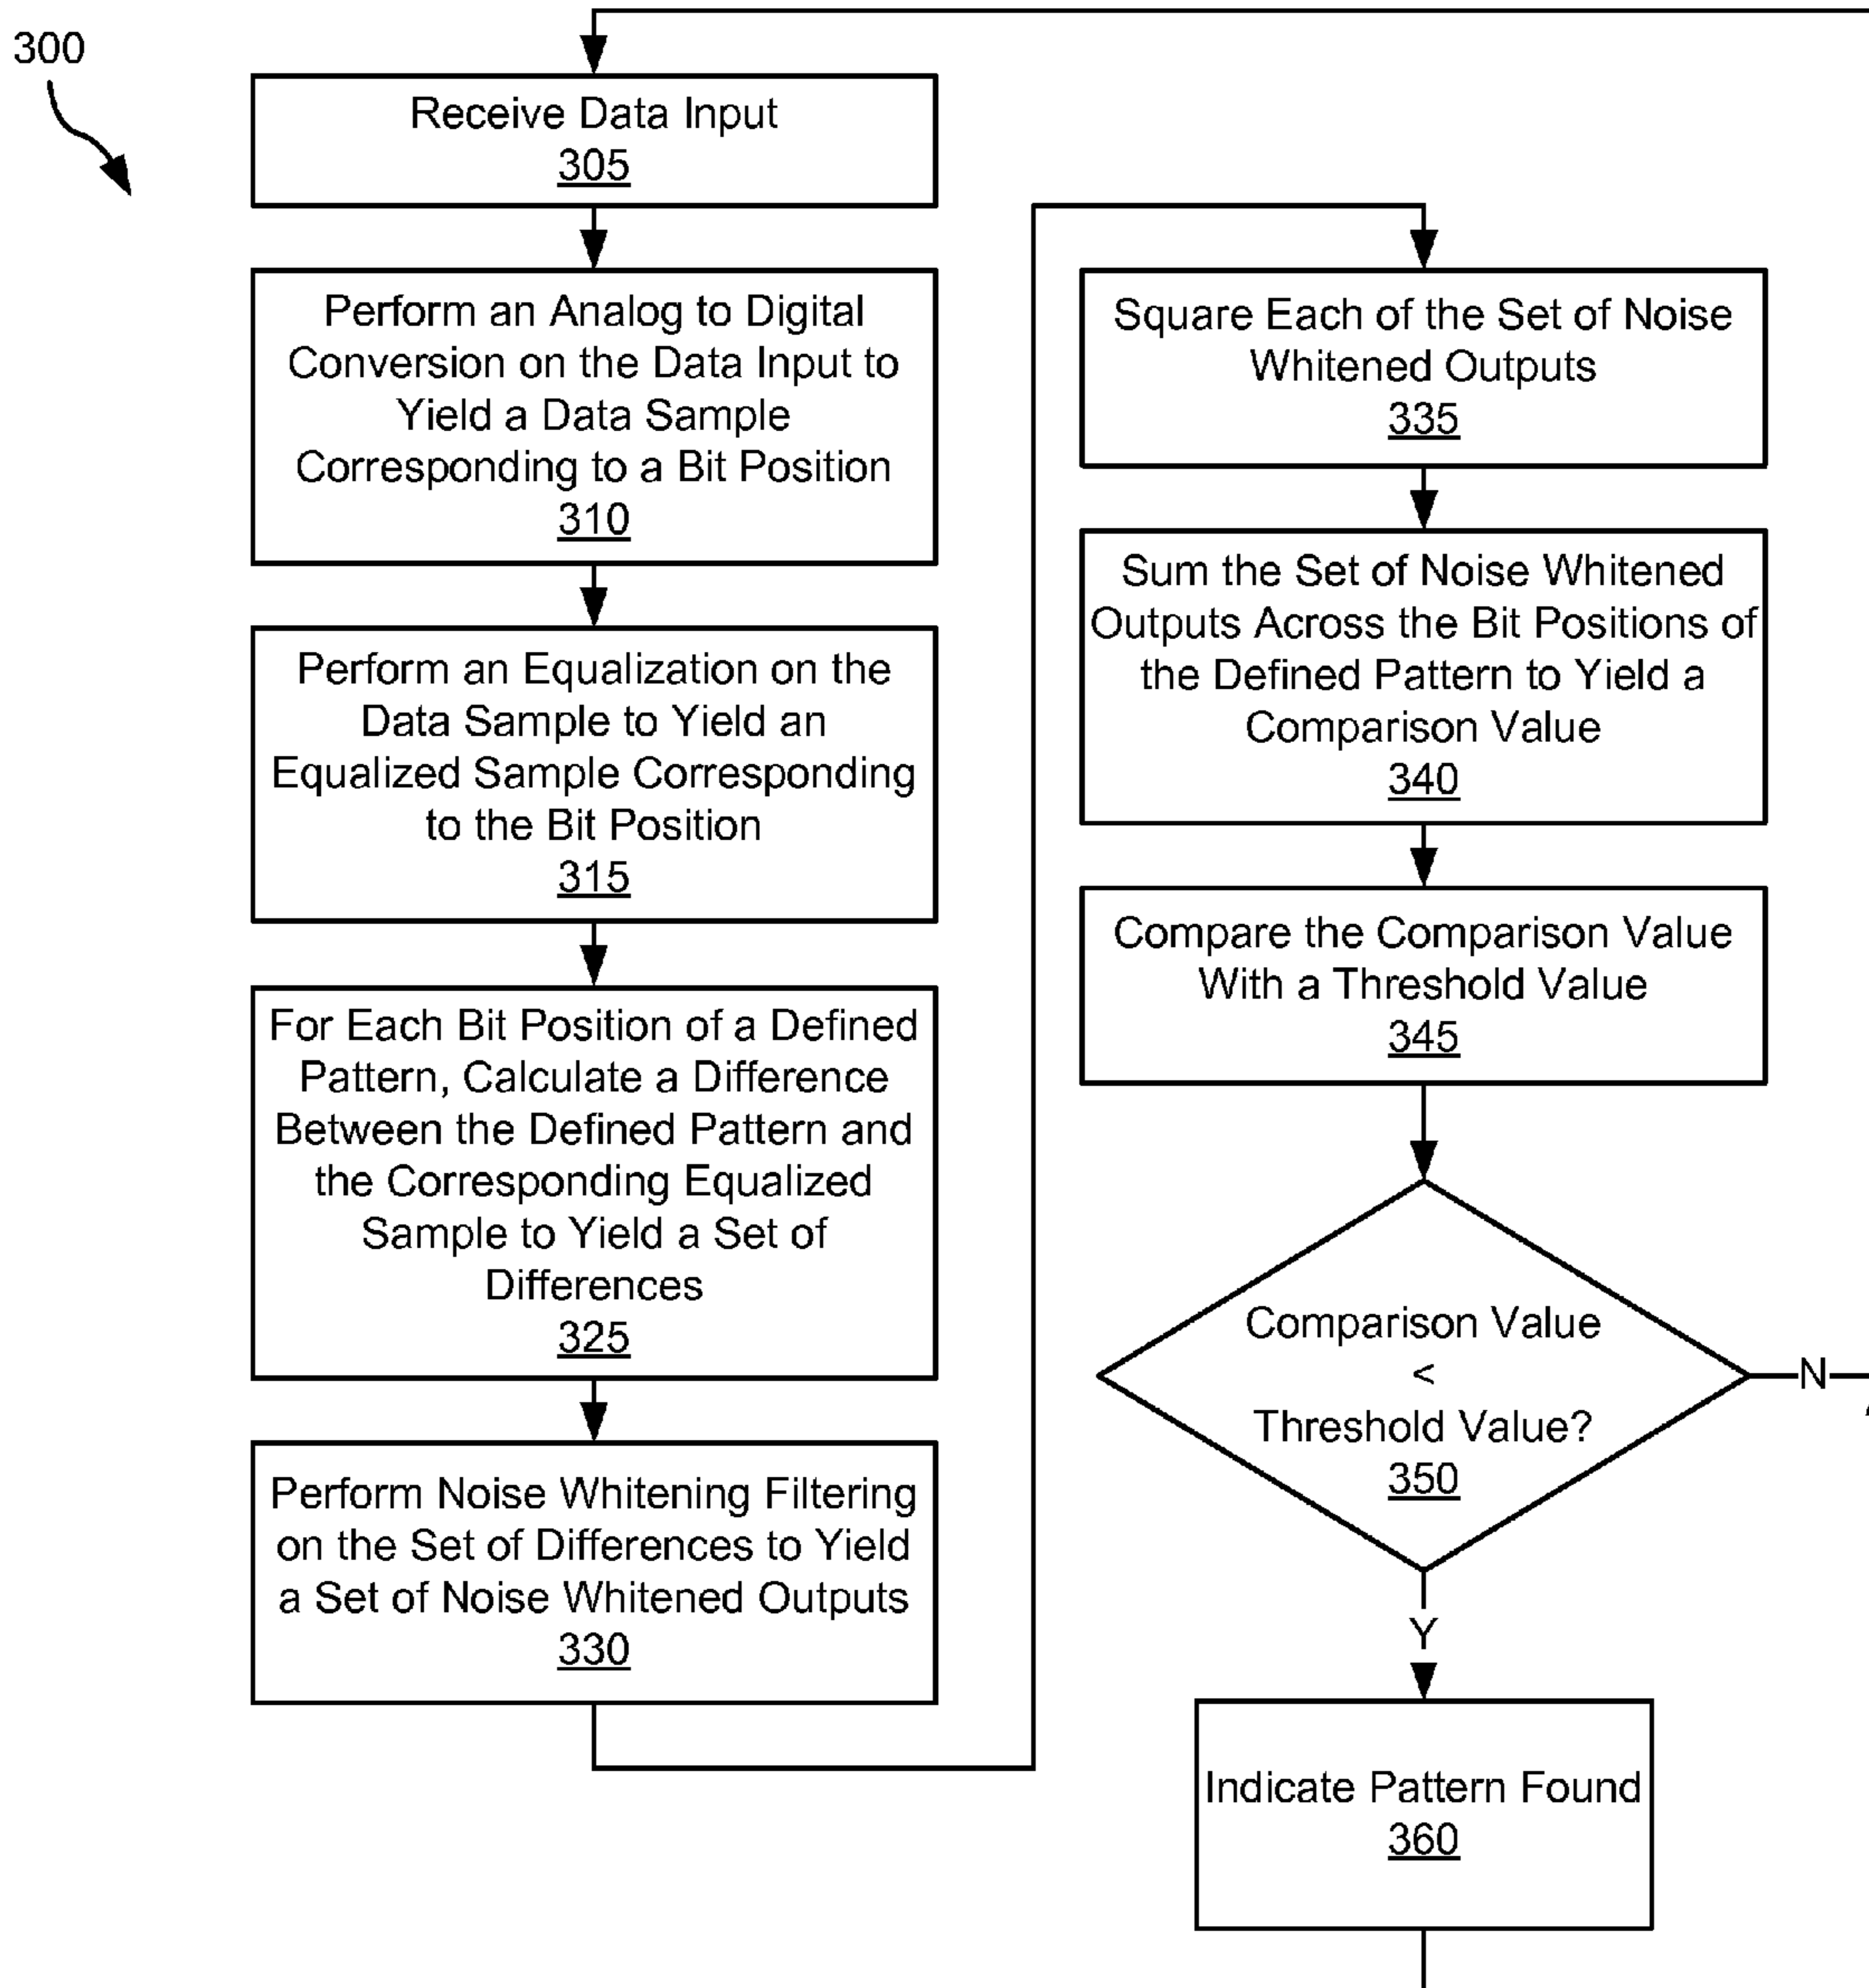 300
Receive Data Input
305
Perform an Analog to Digital
Conversion on the Data Input to
Yield a Data Sample
Corresponding to a Bit Position
310
Perform an Equalization on the
Data Sample to Yield an
Equalized Sample Corresponding
to the Bit Position
315
For Each Bit Position of a Defined
Pattern, Calculate a Difference
Between the Defined Pattern and
the Corresponding Equalized
Sample to Yield a Set of
Differences
325
Perform Noise Whitening Filtering
on the Set of Differences to Yield
a Set of Noise Whitened Outputs
330
Square Each of the Set of Noise
Whitened Outputs
335
Sum the Set of Noise Whitened
Outputs Across the Bit Positions of
the Defined Pattern to Yield a
Comparison Value
340
Compare the Comparison Value
With a Threshold Value
345
Comparison Value
<
Threshold Value?
350
N
Y
Indicate Pattern Found
360